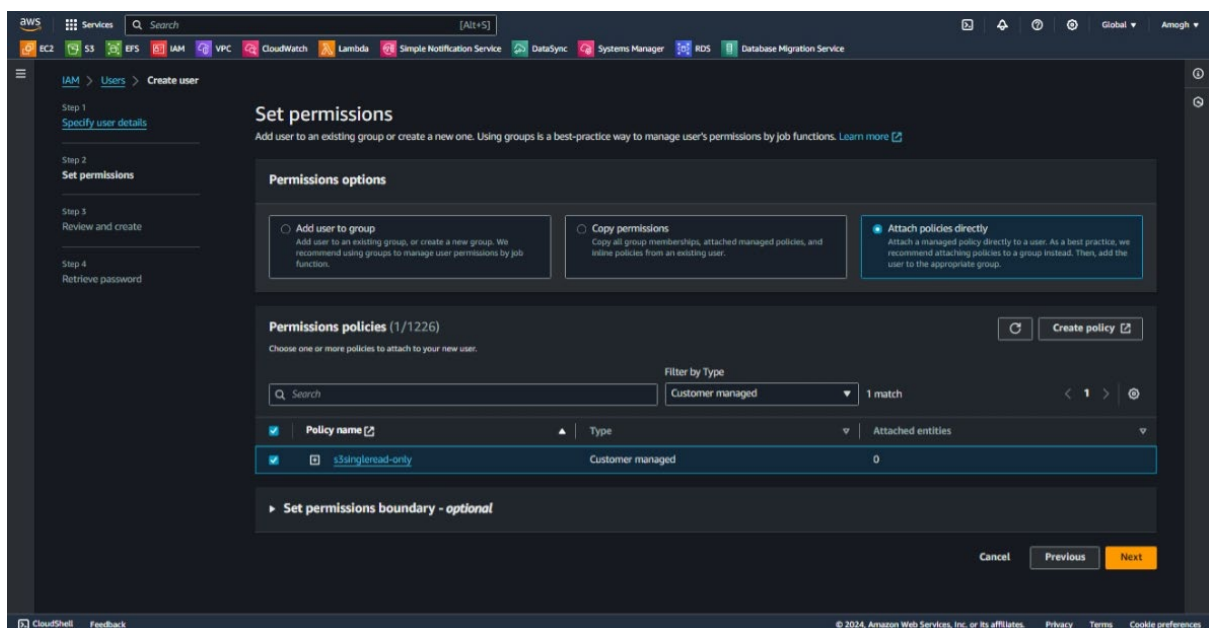 aws
Services
Search
[Alt+S]
Global
Amogh
EC2
S3
EFS
IAM
VPC
CloudWatch
Lambda
Simple Notification Service
DataSync
Systems Manager
RDS
Database Migration Service
IAM > Users > Create user
Step 1
Specify user details
Step 2
Set permissions
Step 3
Review and create
Step 4
Retrieve password
Set permissions
Add user to an existing group or create a new one. Using groups is a best-practice way to manage user's permissions by job functions. Learn more
Permissions options
Add user to group
Add user to an existing group, or create a new group. We
recommend using groups to manage user permissions by job
function.
Copy permissions
Copy all group memberships, attached managed policies, and
inline policies from an existing user.
Attach policies directly
Attach a managed policy directly to a user. As a best practice, we
recommend attaching policies to a group instead. Then, add the
user to the appropriate group.
Permissions policies (1/1226)
Create policy
Choose one or more policies to attach to your new user.
Filter by Type
Search
Customer managed
1 match
1
Policy name
Type
Attached entities
s3singleread-only
Customer managed
0
Set permissions boundary - optional
Cancel
Previous
Next
CloudShell
Feedback
© 2024, Amazon Web Services, Inc. or its affiliates.
Privacy
Terms
Cookie preferences